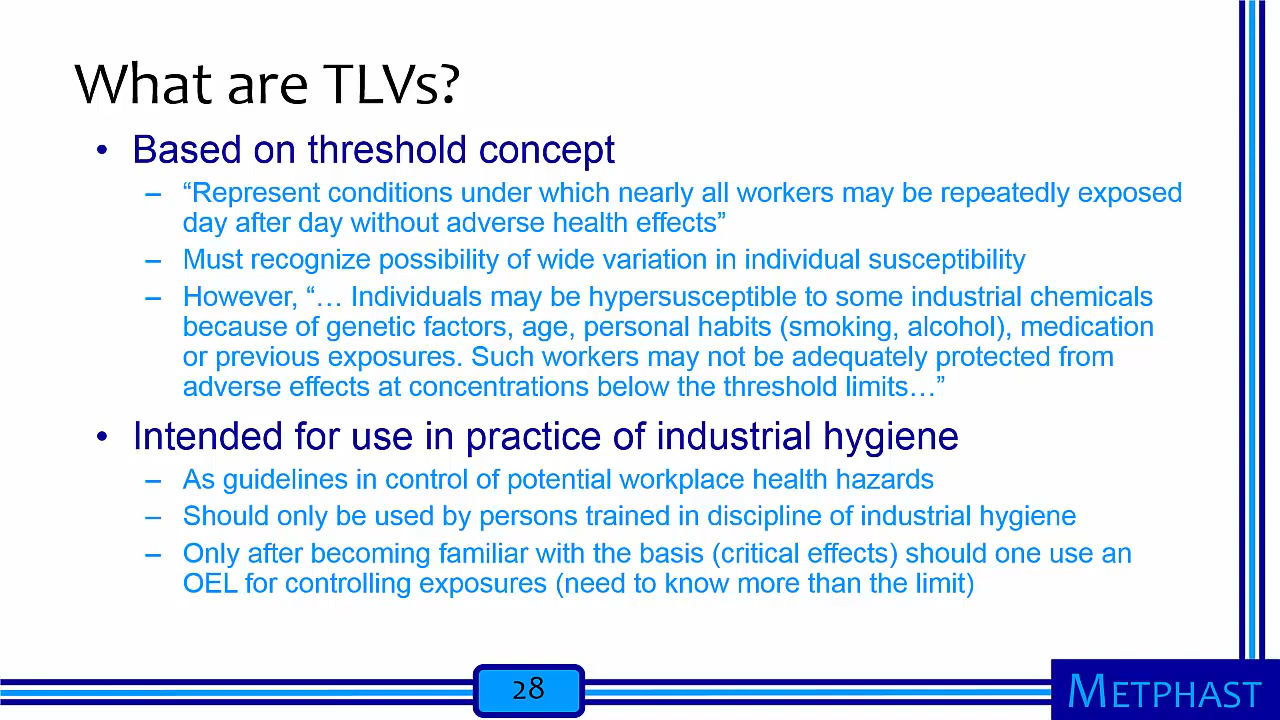 What are TLVs?
• Based on threshold concept
– “Represent conditions under which nearly all workers may be repeatedly exposed
day after day without adverse health effects”
– Must recognize possibility of wide variation in individual susceptibility
– However, “… Individuals may be hypersusceptible to some industrial chemicals
because of genetic factors, age, personal habits (smoking, alcohol), medication
or previous exposures. Such workers may not be adequately protected from
adverse effects at concentrations below the threshold limits…”
• Intended for use in practice of industrial hygiene
– As guidelines in control of potential workplace health hazards
– Should only be used by persons trained in discipline of industrial hygiene
– Only after becoming familiar with the basis (critical effects) should one use an
OEL for controlling exposures (need to know more than the limit)
28
METPHAST